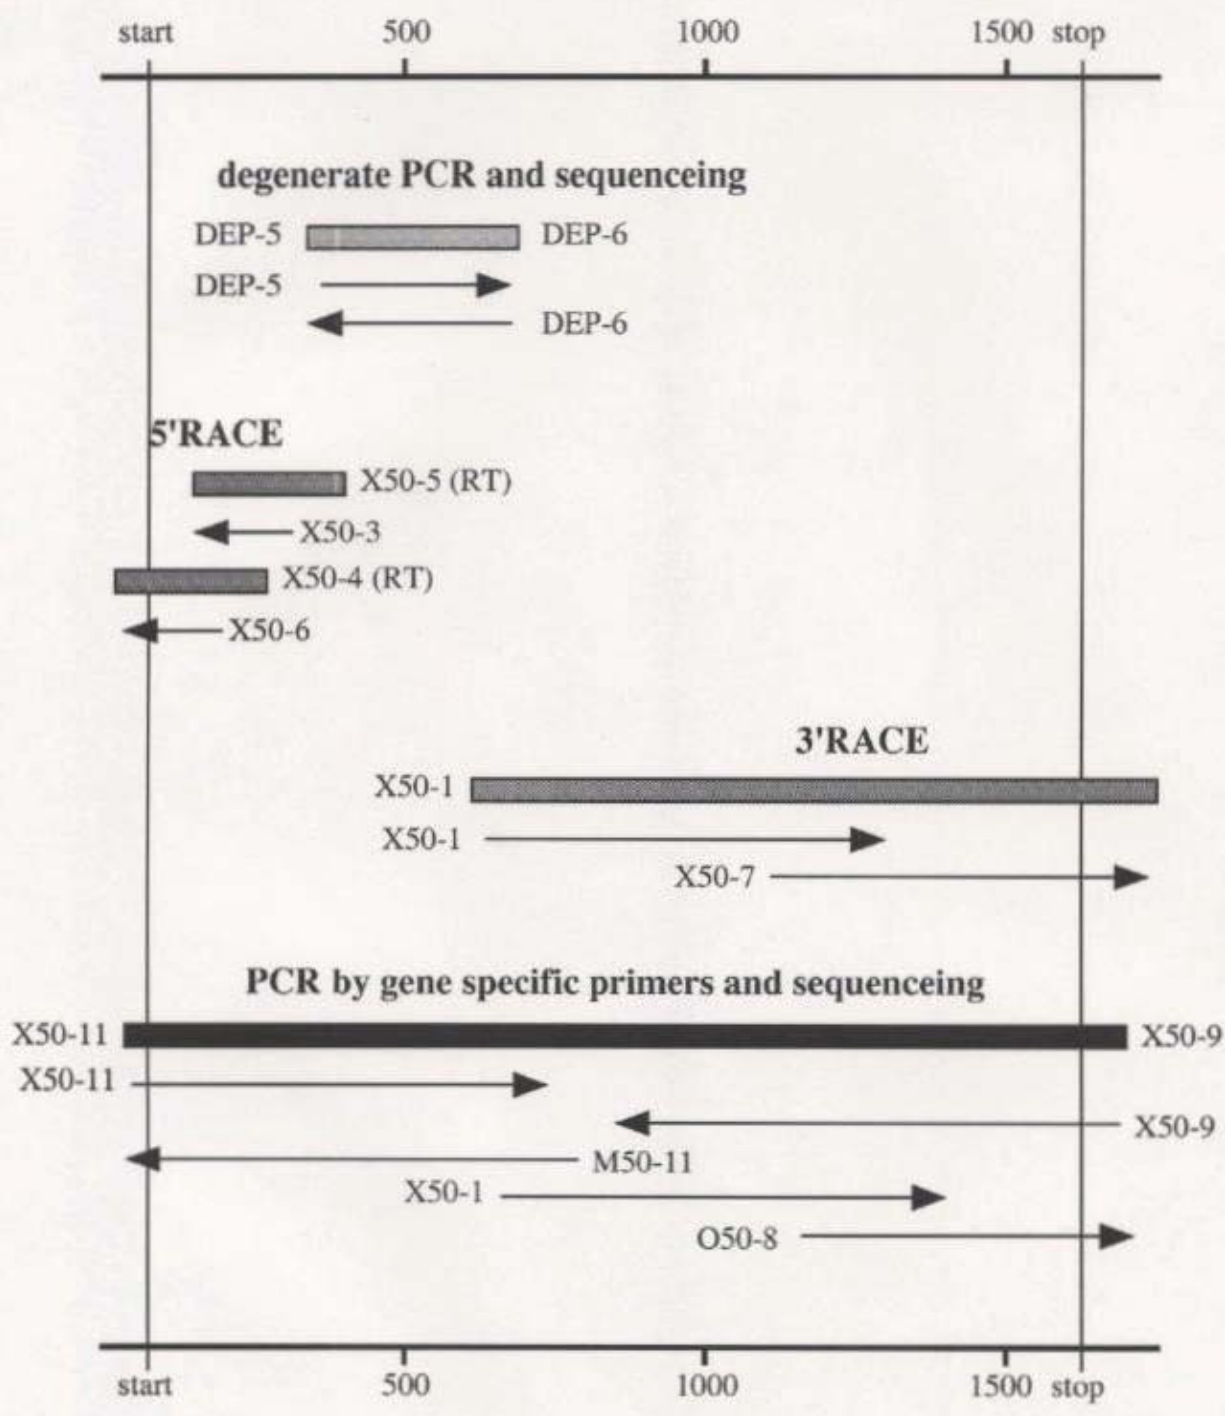 start 500 1000 1500 stop
degenerate PCR and sequenceing
DEP-5 DEP-6
DEP-5
DEP-6
5'RACE
X50-5 (RT)
X50-3
X50-4 (RT)
X50-6
3'RACE
X50-1
X50-1
X50-7
PCR by gene specific primers and sequenceing
X50-11 X50-9
X50-11
X50-9
M50-11
X50-1
O50-8
start 500 1000 1500 stop